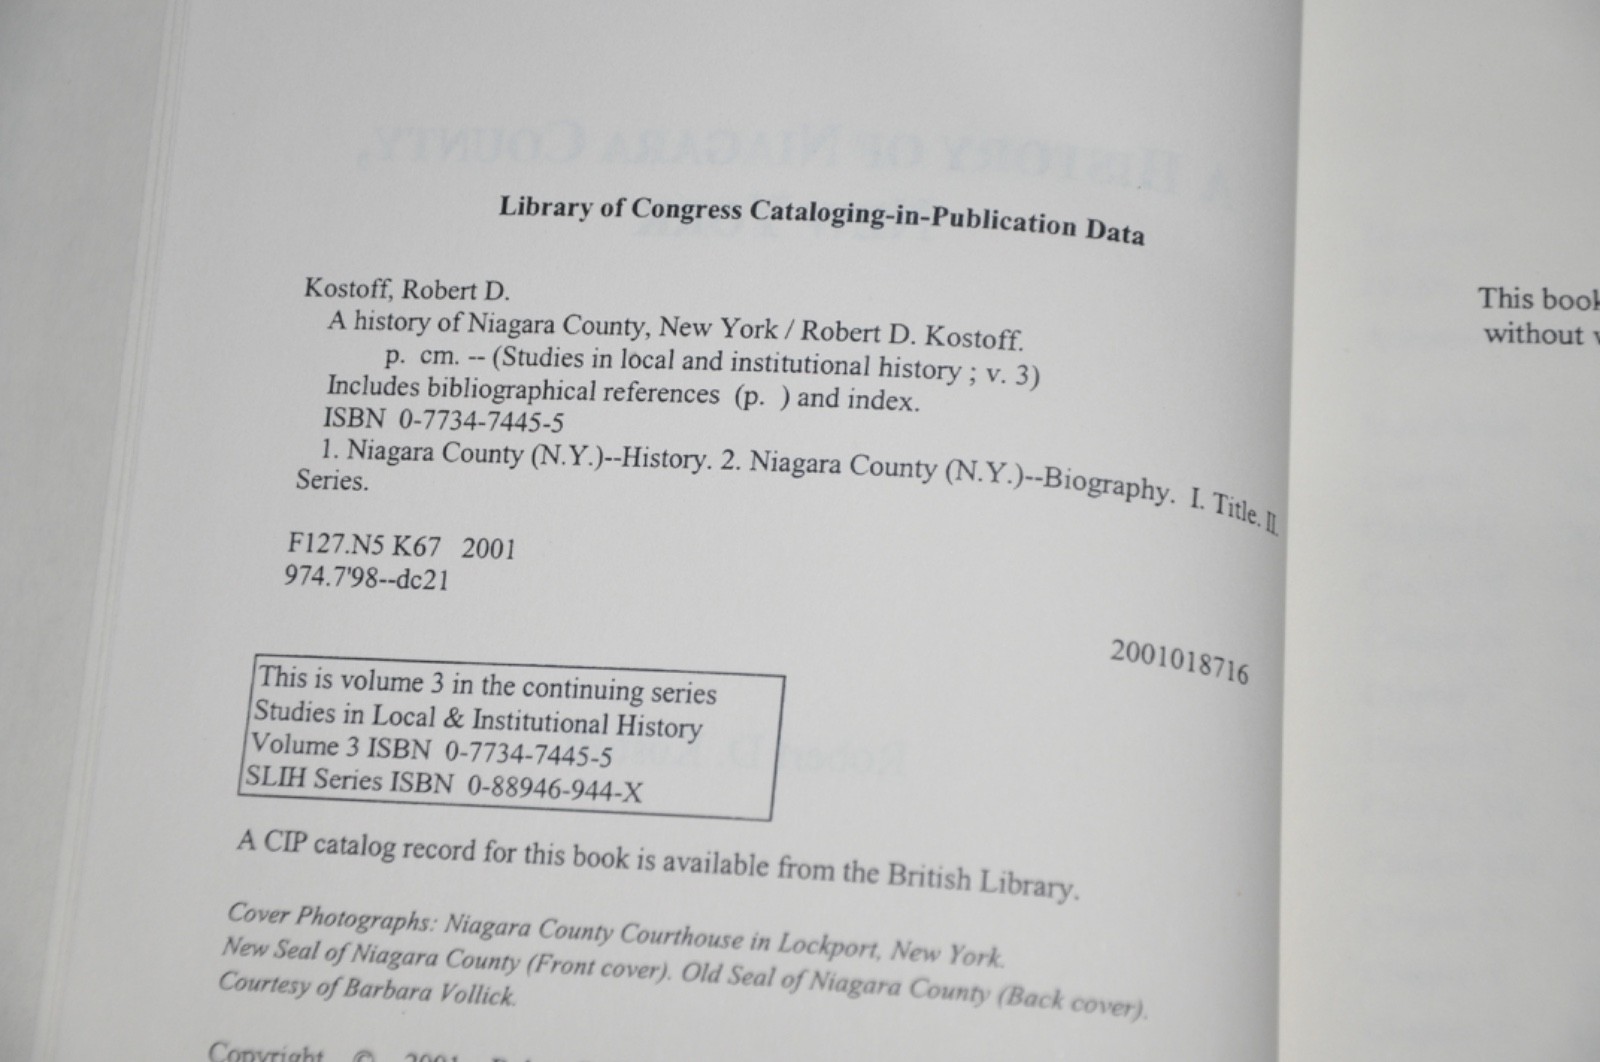 Library of Congress Cataloging-in-Publication Data
Kostoff, Robert D.
A history of Niagara County, New York / Robert D. Kostoff.
p. cm. -- (Studies in local and institutional history ; v. 3)
Includes bibliographical references (p. ) and index.
ISBN 0-7734-7445-5
1. Niagara County (N.Y.)--History. 2. Niagara County (N.Y.)--Biography. I. Title. II.
Series.
F127.N5 K67 2001
974.7'98--dc21
2001018716
This is volume 3 in the continuing series
Studies in Local & Institutional History
Volume 3 ISBN 0-7734-7445-5
SLIH Series ISBN 0-88946-944-X
A CIP catalog record for this book is available from the British Library.
Cover Photographs: Niagara County Courthouse in Lockport, New York.
New Seal of Niagara County (Front cover). Old Seal of Niagara County (Back cover).
Courtesy of Barbara Vollick.
Copyright © 2001
This book
without